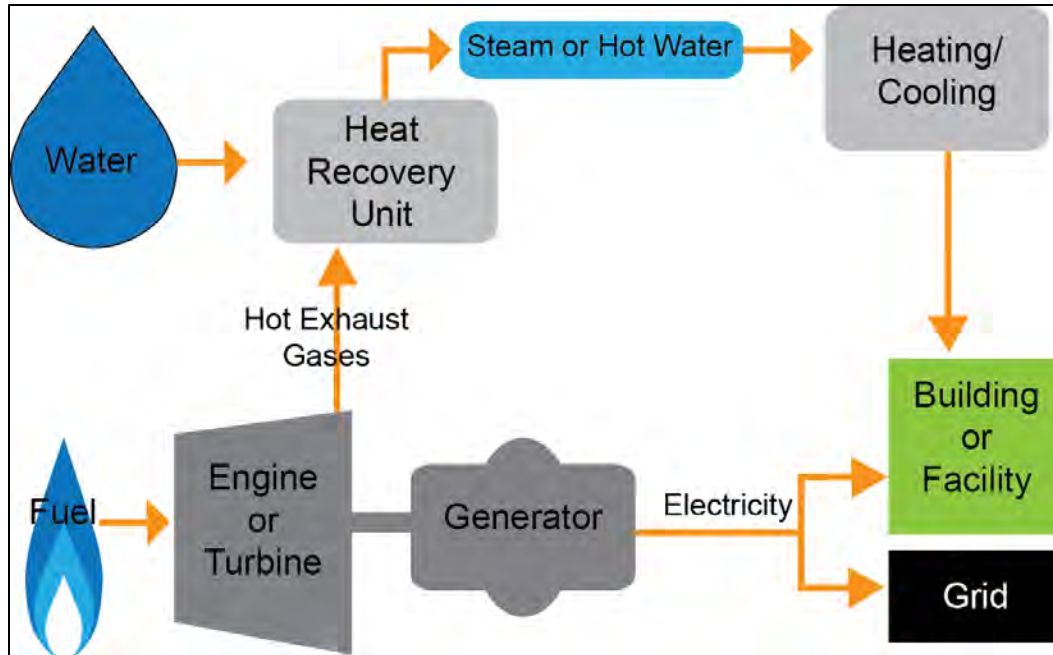 Water
Heat
Recovery
Unit
Steam or Hot Water
Heating/
Cooling
Hot Exhaust
Gases
Fuel
Engine
or
Turbine
Generator
Electricity
Building
or
Facility
Grid